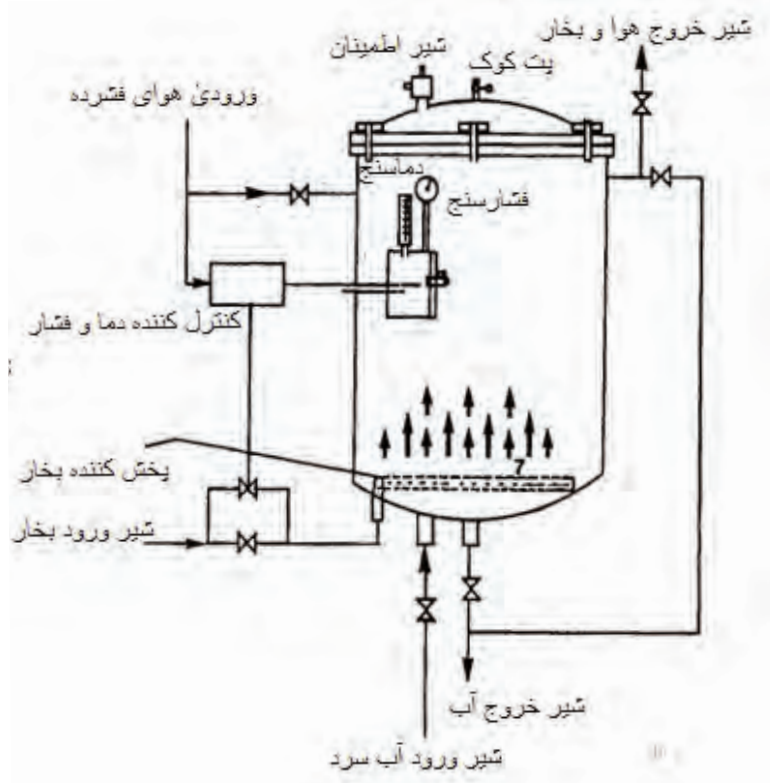 شیر خروج هوا و بخار
شیر اطمینان
پت کوک
ورودی هوای فشرده
دماسنج
فشارسنج
کنترل کننده دما و فشار
7
پخش کننده بخار
شیر ورود بخار
شیر خروج آب
شیر ورود آب سرد